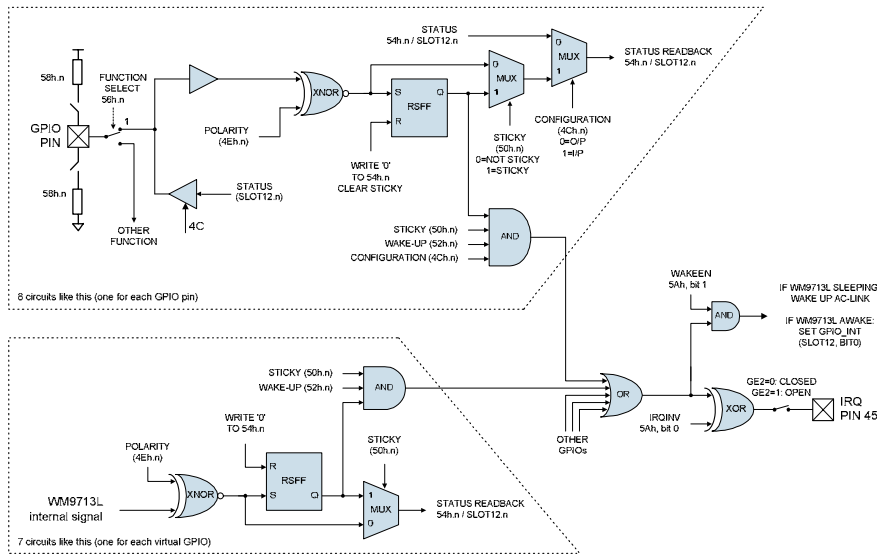 STATUS
54h.n / SLOT12.n
0
MUX
1
STATUS READBACK
54h.n / SLOT12.n
58h.n
FUNCTION
SELECT
56h.n
1
GPIO
PIN
58h.n
OTHER
FUNCTION
STATUS
(SLOT12.n)
4C
XNOR
POLARITY
(4Eh.n)
S
Q
RSFF
R
WRITE '0'
TO 54h.n
CLEAR STICKY
0
MUX
1
STICKY
(50h.n)
0=NOT STICKY
1=STICKY
CONFIGURATION
(4Ch.n)
0=O/P
1=I/P
STICKY (50h.n)
WAKE-UP (52h.n)
CONFIGURATION (4Ch.n)
AND
8 circuits like this (one for each GPIO pin)
WAKEEN
5Ah, bit 1
AND
IF WM9713L SLEEPING
WAKE UP AC-LINK
IF WM9713L AWAKE:
SET GPIO_INT
(SLOT12, BIT0)
STICKY (50h.n)
WAKE-UP (52h.n)
AND
OR
OTHER
GPIOs
IRQINV
5Ah, bit 0
XOR
GE2=0: CLOSED
GE2=1: OPEN
IRQ
PIN 45
WRITE '0'
TO 54h.n
STICKY
(50h.n)
POLARITY
(4Eh.n)
XNOR
R
RSFF
S
Q
1
MUX
0
STATUS READBACK
54h.n / SLOT12.n
WM9713L
internal signal
7 circuits like this (one for each virtual GPIO)